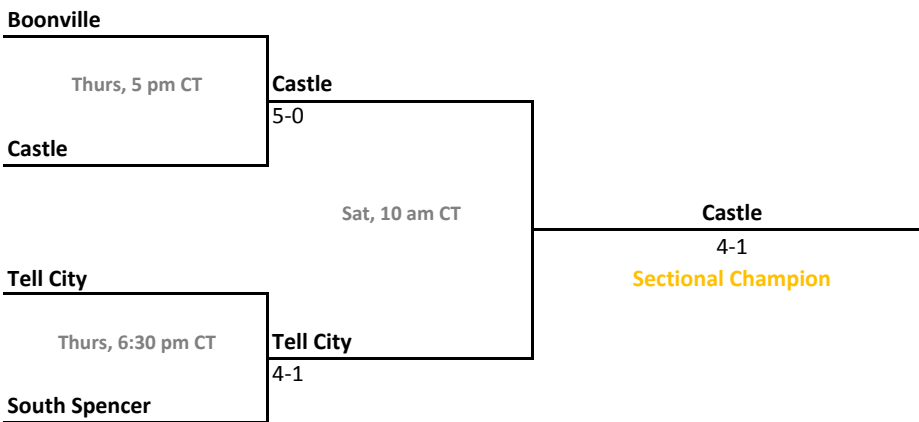 Boonville
Thurs, 5 pm CT
Castle
5-0
Castle
Sat, 10 am CT
Castle
4-1
Sectional Champion
Tell City
Thurs, 6:30 pm CT
Tell City
4-1
South Spencer